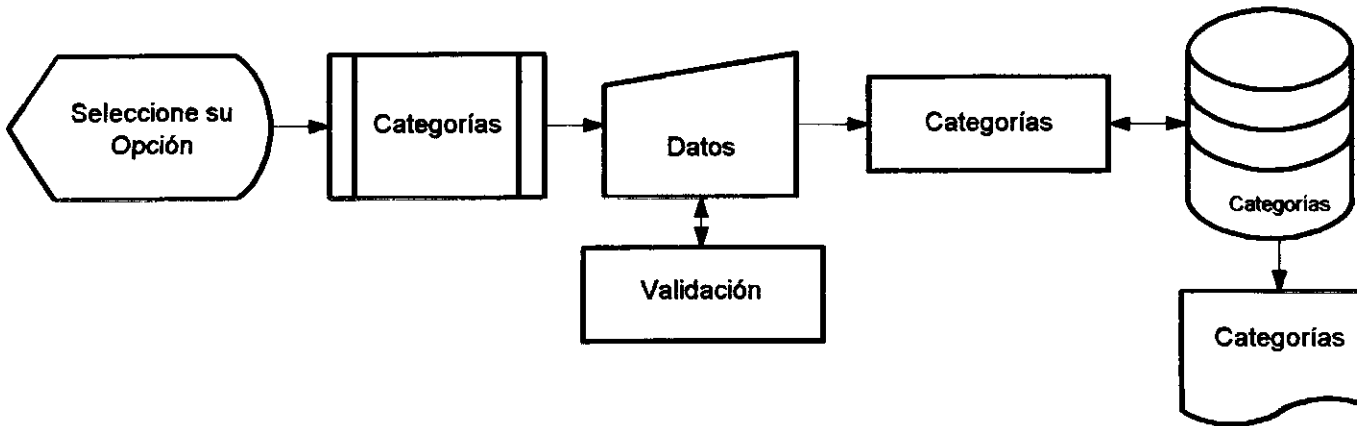 Seleccione su
Opción
Categorías
Datos
Categorías
Categorías
Validación
Categorías